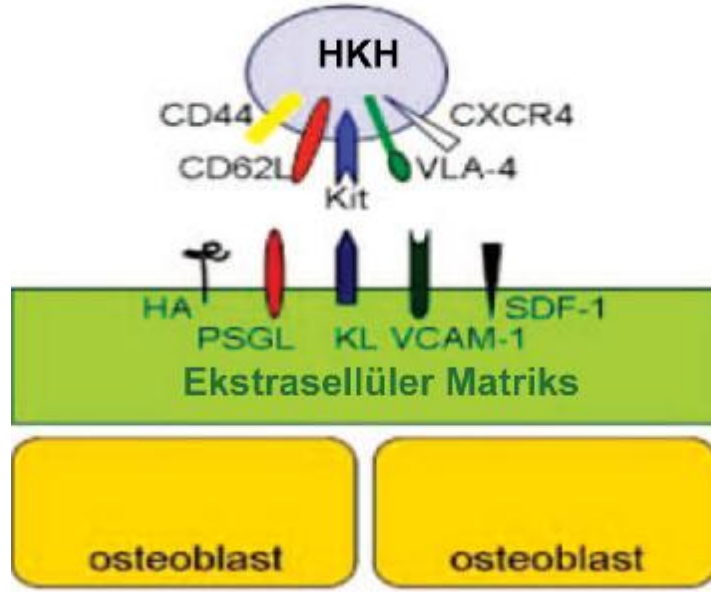 HKH
CD44 CXCR4
CD62L VLA-4
Kit
HA SDF-1
PSGL KL VCAM-1
Ekstrasellüler Matriks
osteoblast osteoblast